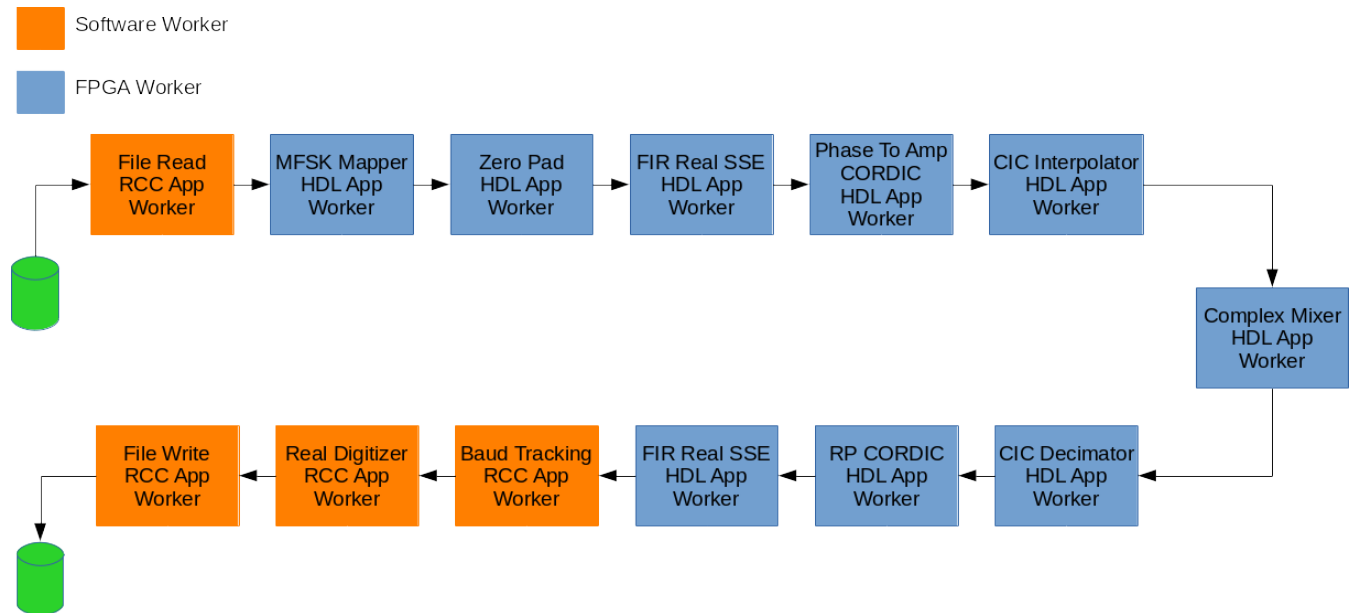 Software Worker
FPGA Worker
File Read
RCC App
Worker
MFSK Mapper
HDL App
Worker
Zero Pad
HDL App
Worker
FIR Real SSE
HDL App
Worker
Phase To Amp
CORDIC
HDL App
Worker
CIC Interpolator
HDL App
Worker
Complex Mixer
HDL App
Worker
File Write
RCC App
Worker
Real Digitizer
RCC App
Worker
Baud Tracking
RCC App
Worker
FIR Real SSE
HDL App
Worker
RP CORDIC
HDL App
Worker
CIC Decimator
HDL App
Worker